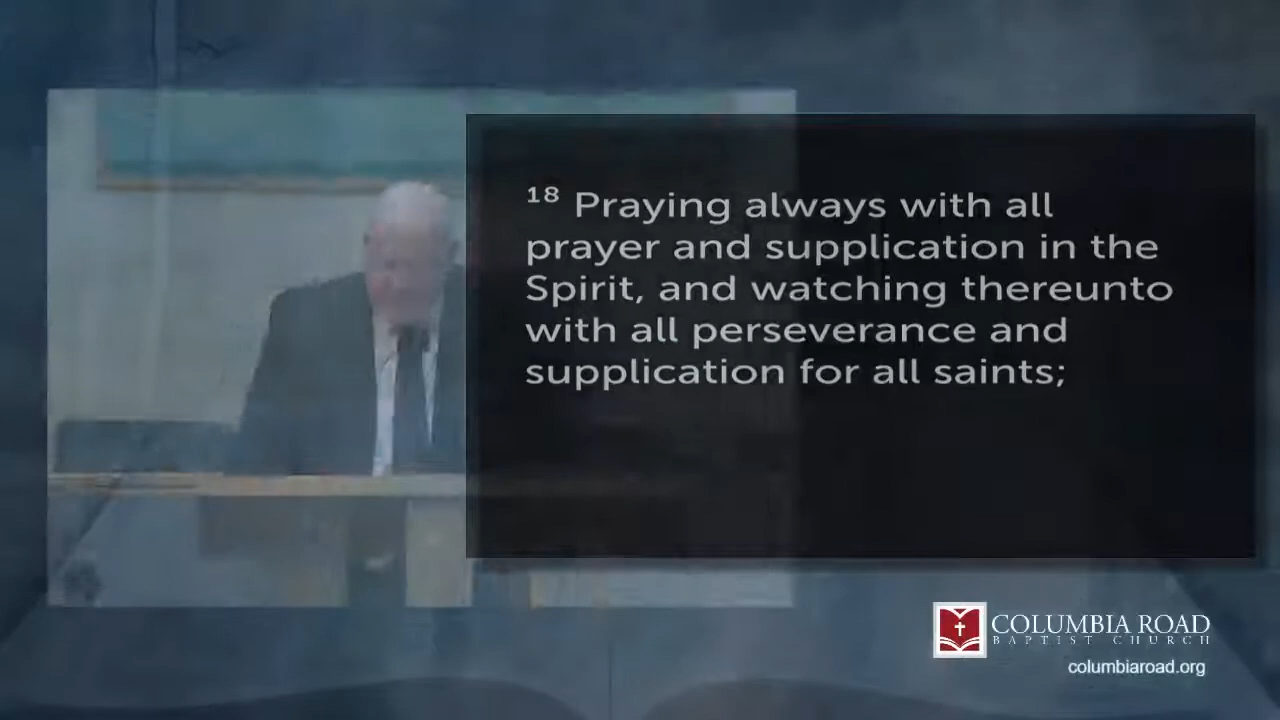 18 Praying always with all
prayer and supplication in the
Spirit, and watching thereunto
with all perseverance and
supplication for all saints;
COLUMBIA ROAD
BAPTIST CHURCH
columbiaroad.org